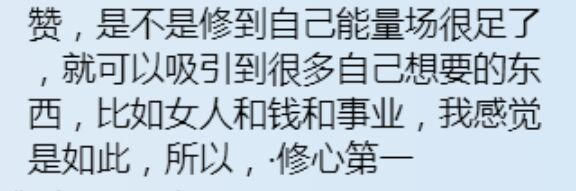 赞，是不是修到自己能量场很足了
，就可以吸引到很多自己想要的东
西，比如女人和钱和事业，我感觉
是如此，所以，·修心第一